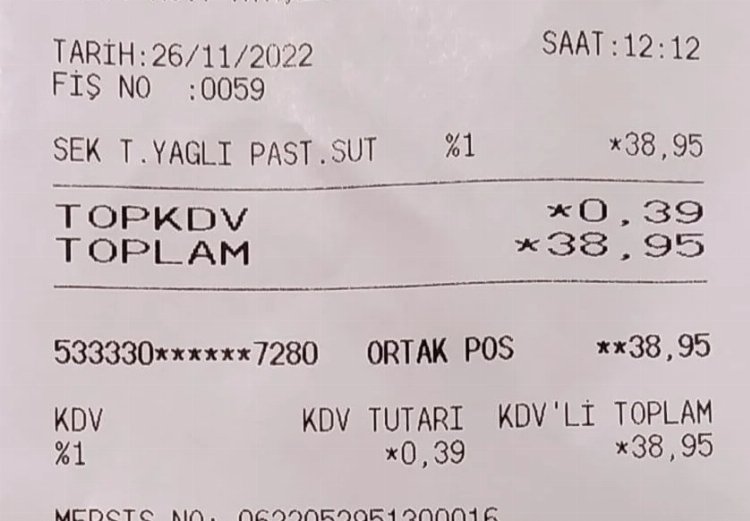 TARİH:26/11/2022 SAAT:12:12
FİŞ NO :0059
SEK T.YAGLI PAST.SUT %1 *38,95
TOPKDV *0,39
TOPLAM *38,95
533330******7280 ORTAK POS **38,95
KDV KDV TUTARI KDV'Lİ TOPLAM
%1 *0,39 *38,95
MERSIS NO: